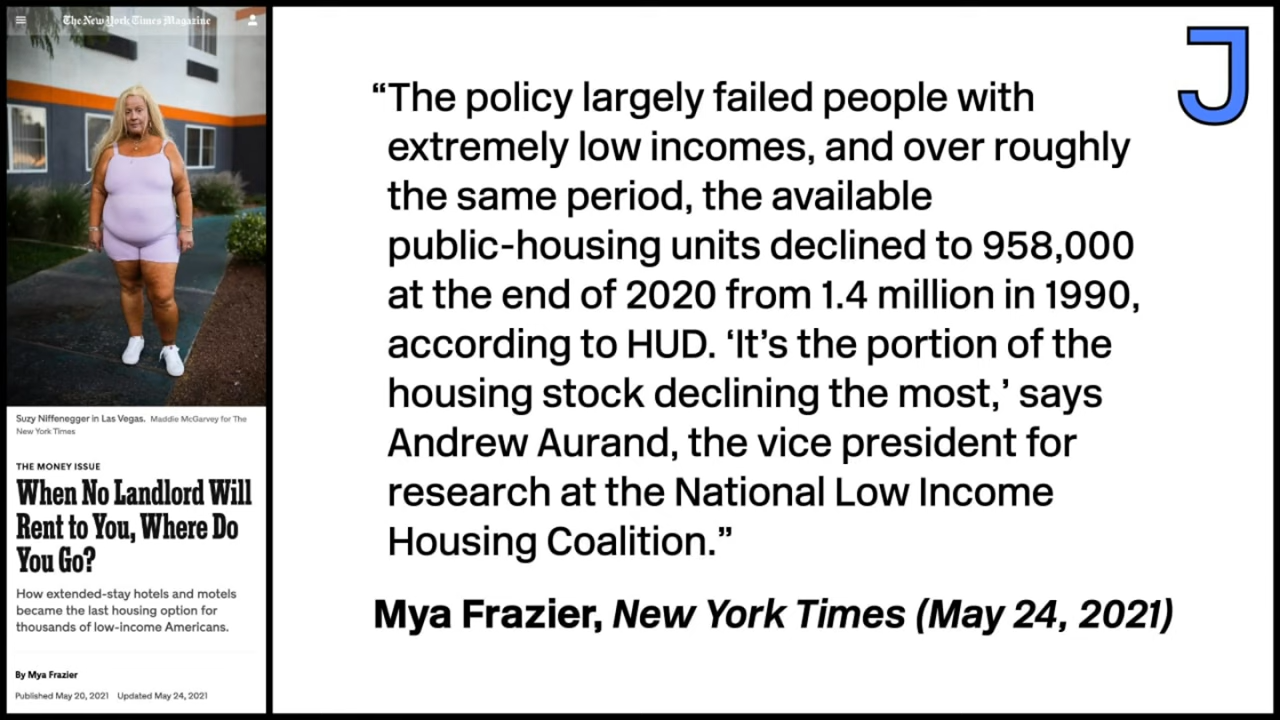 The New York Times Magazine
Suzy Niffenegger in Las Vegas. Maddie McGarvey for The
New York Times
THE MONEY ISSUE
When No Landlord Will
Rent to You, Where Do
You Go?
How extended-stay hotels and motels
became the last housing option for
thousands of low-income Americans.
By Mya Frazier
Published May 20, 2021 Updated May 24, 2021
J
“The policy largely failed people with
extremely low incomes, and over roughly
the same period, the available
public-housing units declined to 958,000
at the end of 2020 from 1.4 million in 1990,
according to HUD. ‘It’s the portion of the
housing stock declining the most,’ says
Andrew Aurand, the vice president for
research at the National Low Income
Housing Coalition.”
Mya Frazier, New York Times (May 24, 2021)